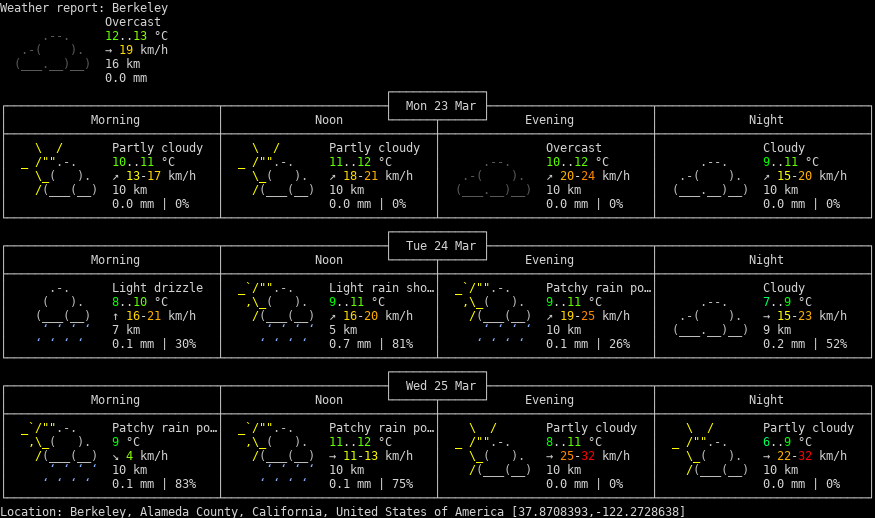 Weather report: Berkeley
Overcast
12..13 °C
→ 19 km/h
16 km
0.0 mm
Mon 23 Mar
Morning Noon Evening Night
Partly cloudy Partly cloudy Overcast Cloudy
10..11 °C 11..12 °C 10..12 °C 9..11 °C
↗ 13-17 km/h ↗ 18-21 km/h ↗ 20-24 km/h ↗ 15-20 km/h
10 km 10 km 10 km 10 km
0.0 mm | 0% 0.0 mm | 0% 0.0 mm | 0% 0.0 mm | 0%
Tue 24 Mar
Morning Noon Evening Night
Light drizzle Light rain sho… Patchy rain po… Cloudy
8..10 °C 9..11 °C 9..11 °C 7..9 °C
↑ 16-21 km/h ↗ 16-20 km/h ↗ 19-25 km/h → 15-23 km/h
7 km 5 km 10 km 9 km
0.1 mm | 30% 0.7 mm | 81% 0.1 mm | 26% 0.2 mm | 52%
Wed 25 Mar
Morning Noon Evening Night
Patchy rain po… Patchy rain po… Partly cloudy Partly cloudy
9 °C 11..12 °C 8..11 °C 6..9 °C
↘ 4 km/h → 11-13 km/h → 25-32 km/h → 22-32 km/h
10 km 10 km 10 km 10 km
0.1 mm | 83% 0.1 mm | 75% 0.0 mm | 0% 0.0 mm | 0%
Location: Berkeley, Alameda County, California, United States of America [37.8708393,-122.2728638]